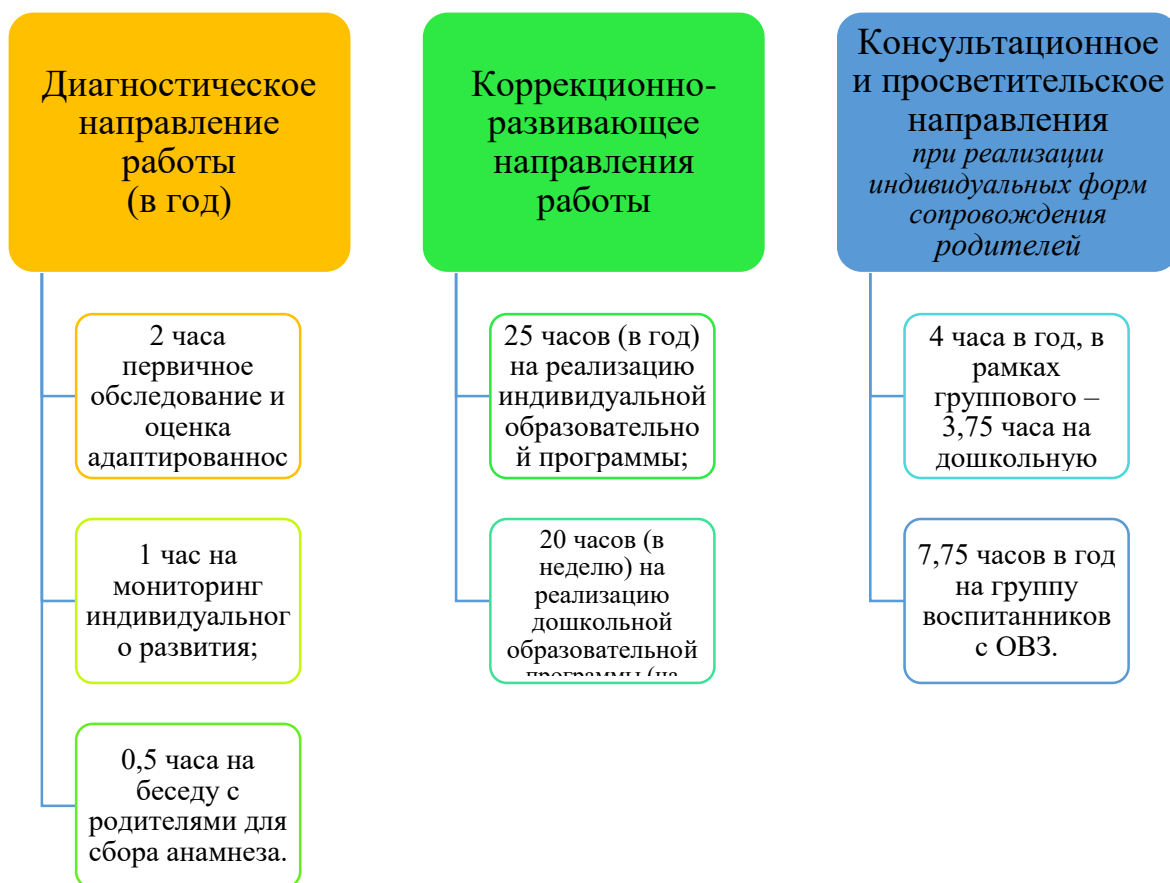 Диагностическое
направление
работы
(в год)
2 часа
первичное
обследование и
оценка
адаптированнос
1 час на
мониторинг
индивидуальног
о развития;
0,5 часа на
беседу с
родителями для
сбора анамнеза.
Коррекционно-
развивающее
направления
работы
25 часов (в год)
на реализацию
индивидуальной
образовательно
й программы;
20 часов (в
неделю) на
реализацию
дошкольной
образовательной
программы (на
Консультационное
и просветительское
направления
при реализации
индивидуальных форм
сопровождения
родителей
4 часа в год, в
рамках
группового –
3,75 часа на
дошкольную
7,75 часов в год
на группу
воспитанников
с ОВЗ.